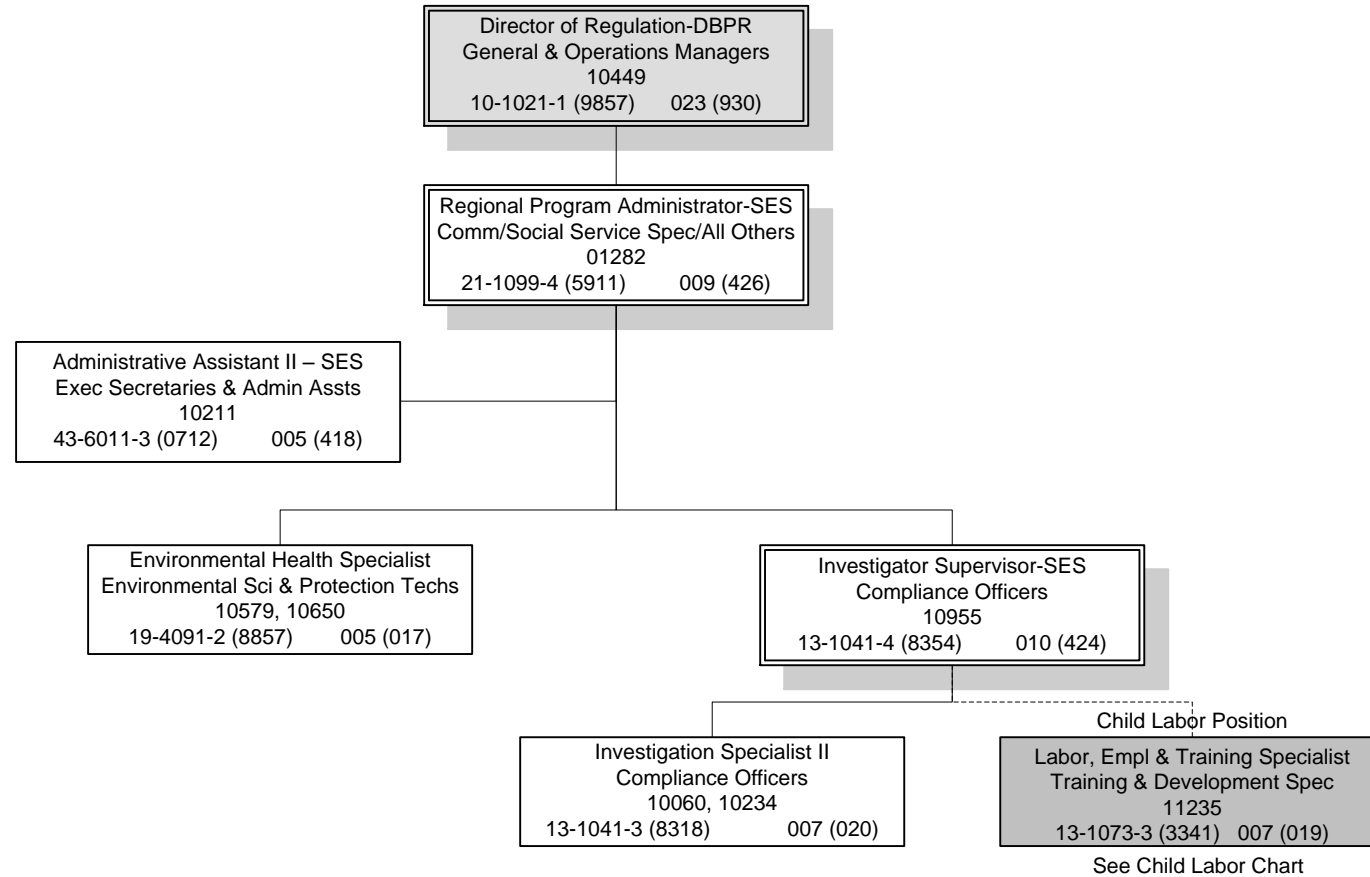 Director of Regulation-DBPR
General & Operations Managers
10449
10-1021-1 (9857) 023 (930)
Regional Program Administrator-SES
Comm/Social Service Spec/All Others
01282
21-1099-4 (5911) 009 (426)
Administrative Assistant II – SES
Exec Secretaries & Admin Assts
10211
43-6011-3 (0712) 005 (418)
Environmental Health Specialist
Environmental Sci & Protection Techs
10579, 10650
19-4091-2 (8857) 005 (017)
Investigator Supervisor-SES
Compliance Officers
10955
13-1041-4 (8354) 010 (424)
Investigation Specialist II
Compliance Officers
10060, 10234
13-1041-3 (8318) 007 (020)
Child Labor Position
Labor, Empl & Training Specialist
Training & Development Spec
11235
13-1073-3 (3341) 007 (019)
See Child Labor Chart